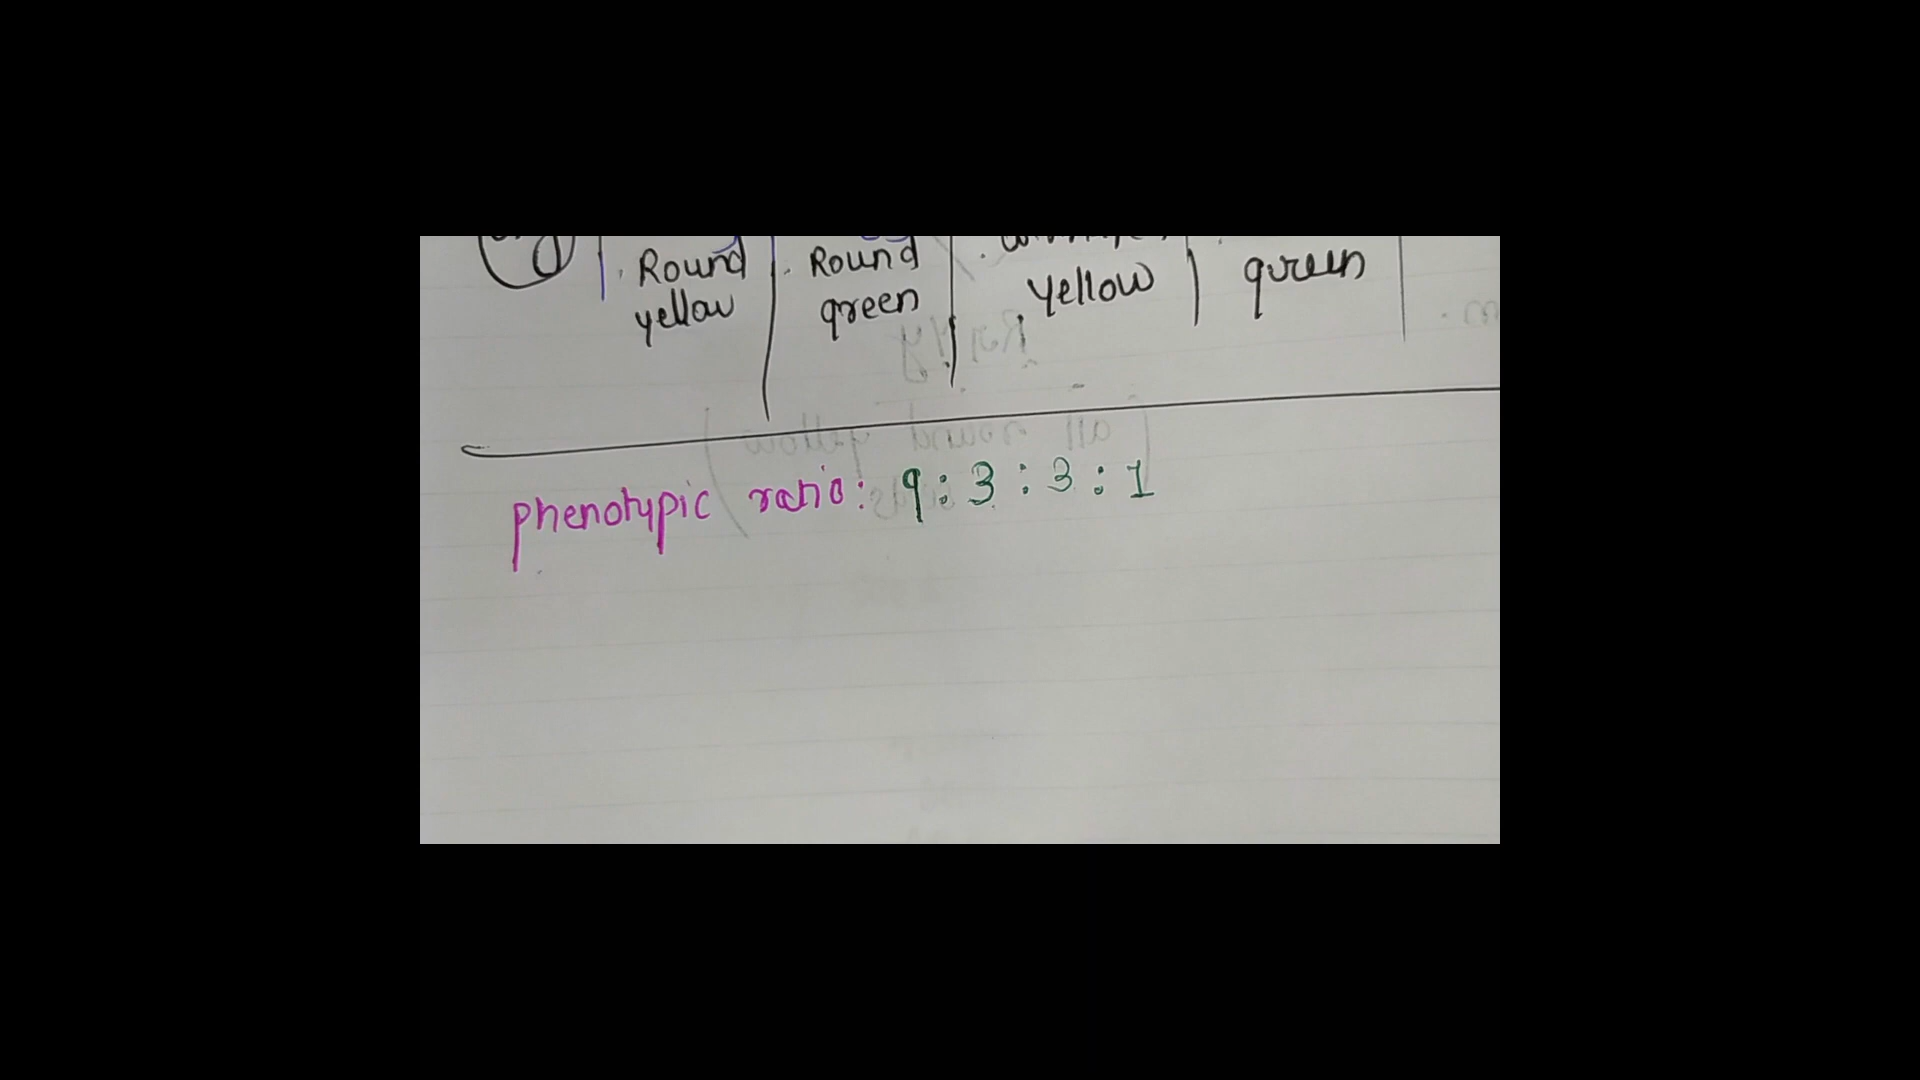 Round Round yellow green
yellow green
phenotypic ratio: 9:3:3:1